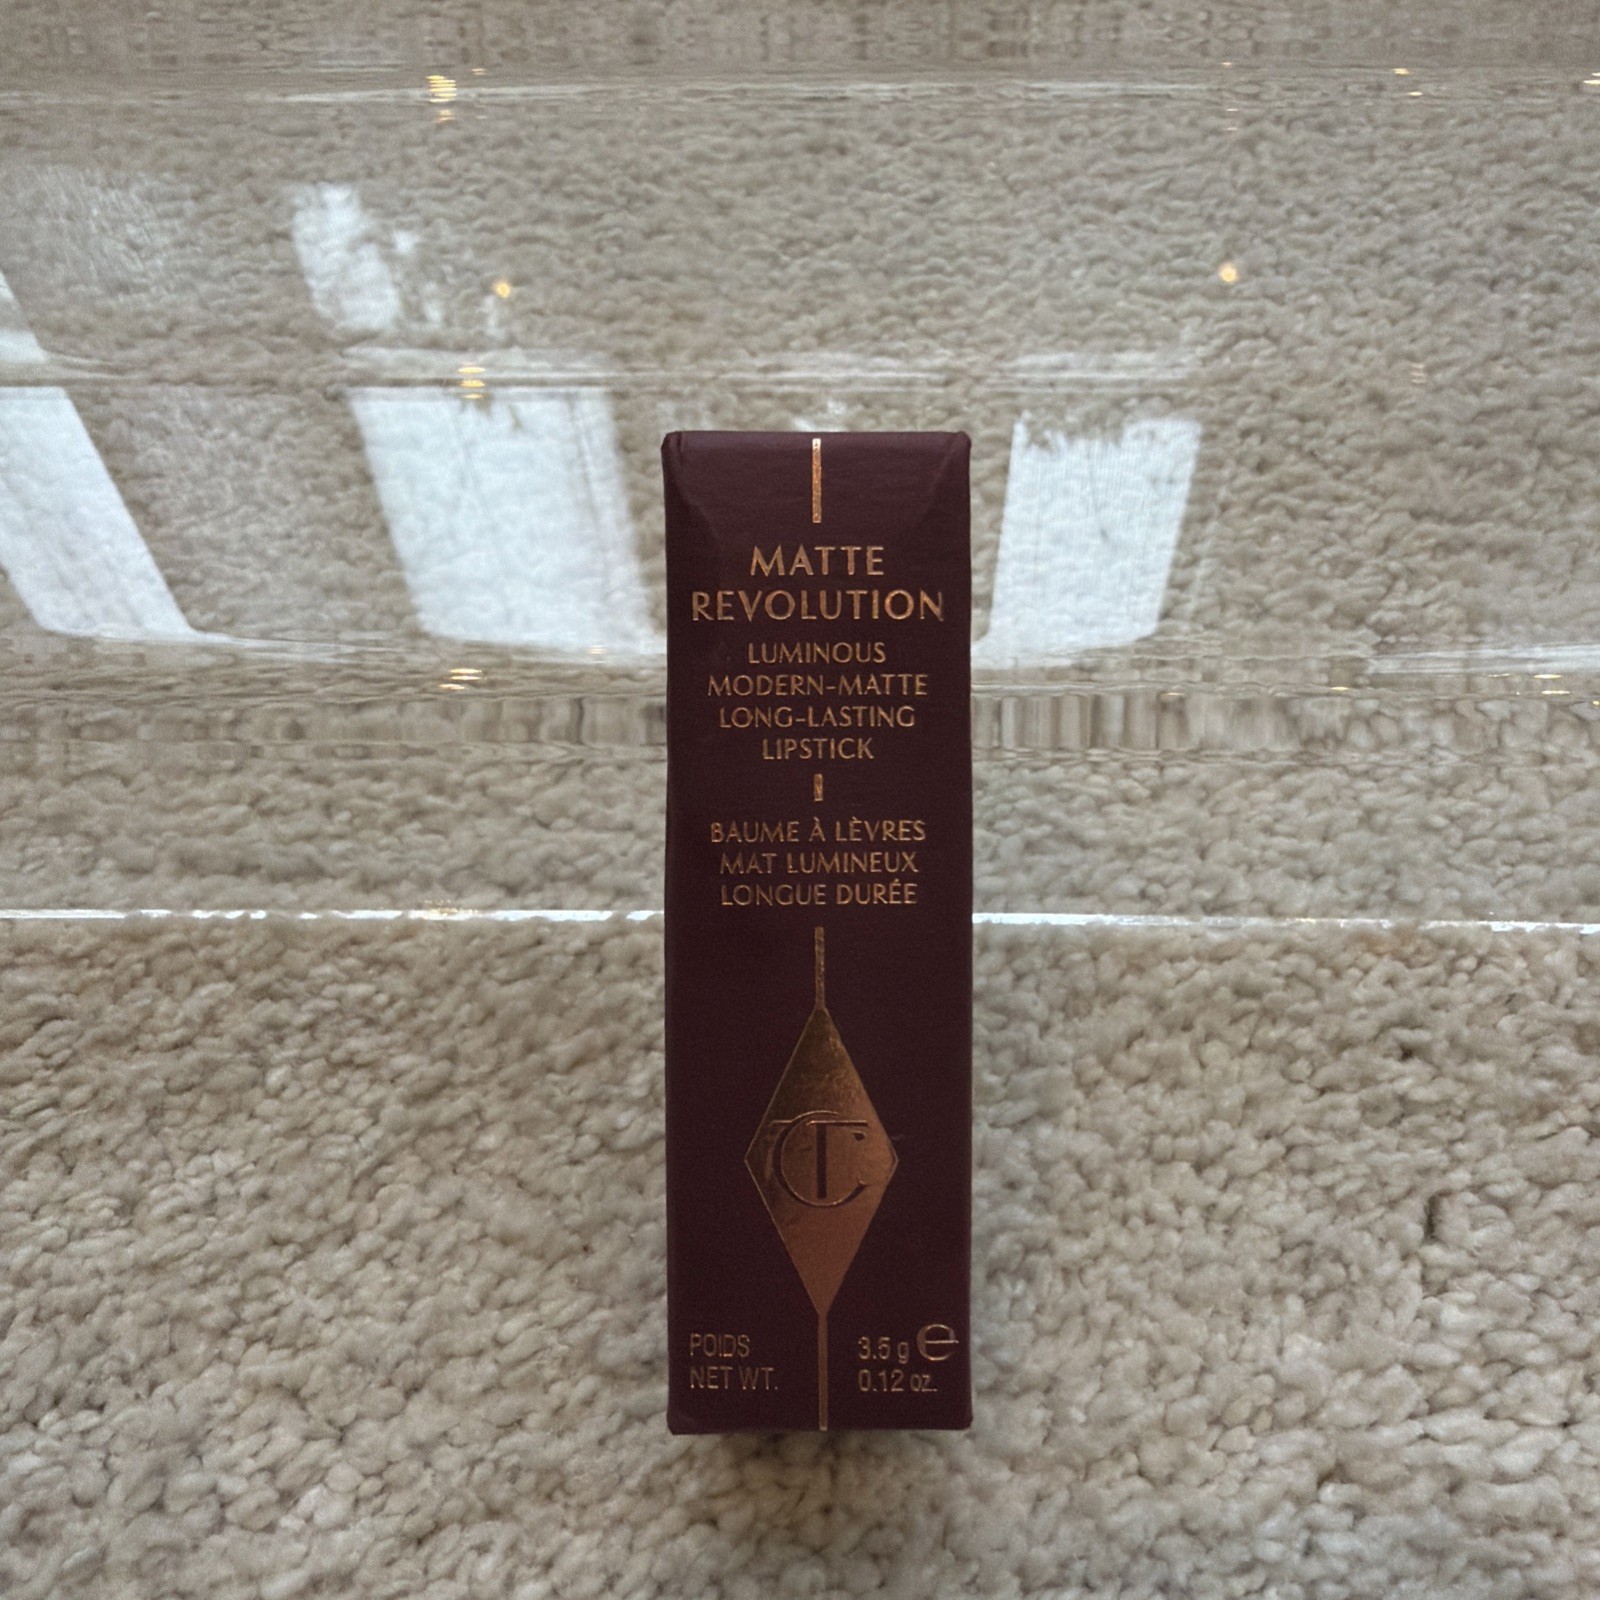 MATTE
REVOLUTION
LUMINOUS
MODERN-MATTE
LONG-LASTING
LIPSTICK
BAUME À LÈVRES
MAT LUMINEUX
LONGUE DURÉE
CT
POIDS 3.5 g ℮
NET WT. 0.12 oz.